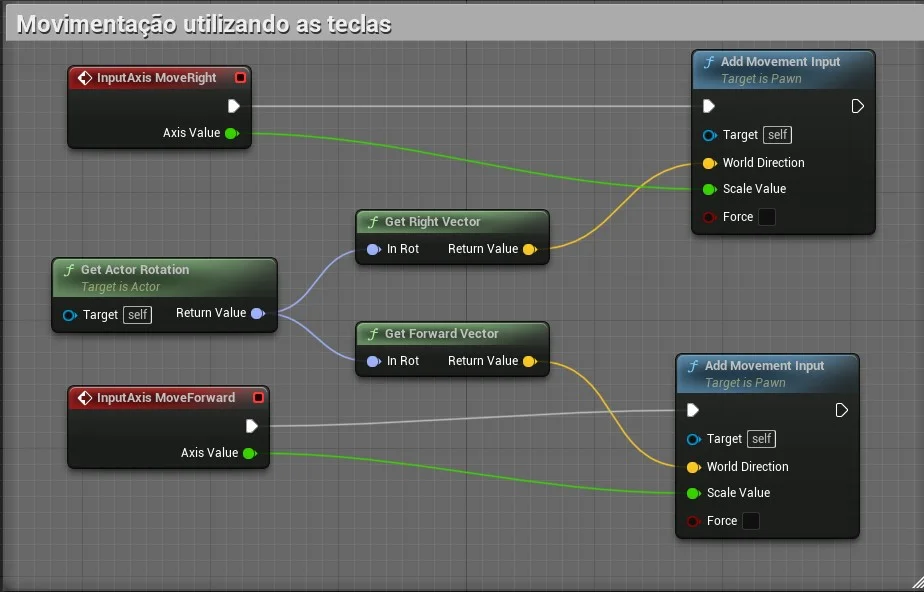 Movimentação utilizando as teclas
InputAxis MoveRight
Axis Value
Add Movement Input
Target is Pawn
Target self
World Direction
Scale Value
Force
Get Right Vector
In Rot Return Value
Get Actor Rotation
Target is Actor
Target self Return Value
Get Forward Vector
In Rot Return Value
InputAxis MoveForward
Axis Value
Add Movement Input
Target is Pawn
Target self
World Direction
Scale Value
Force